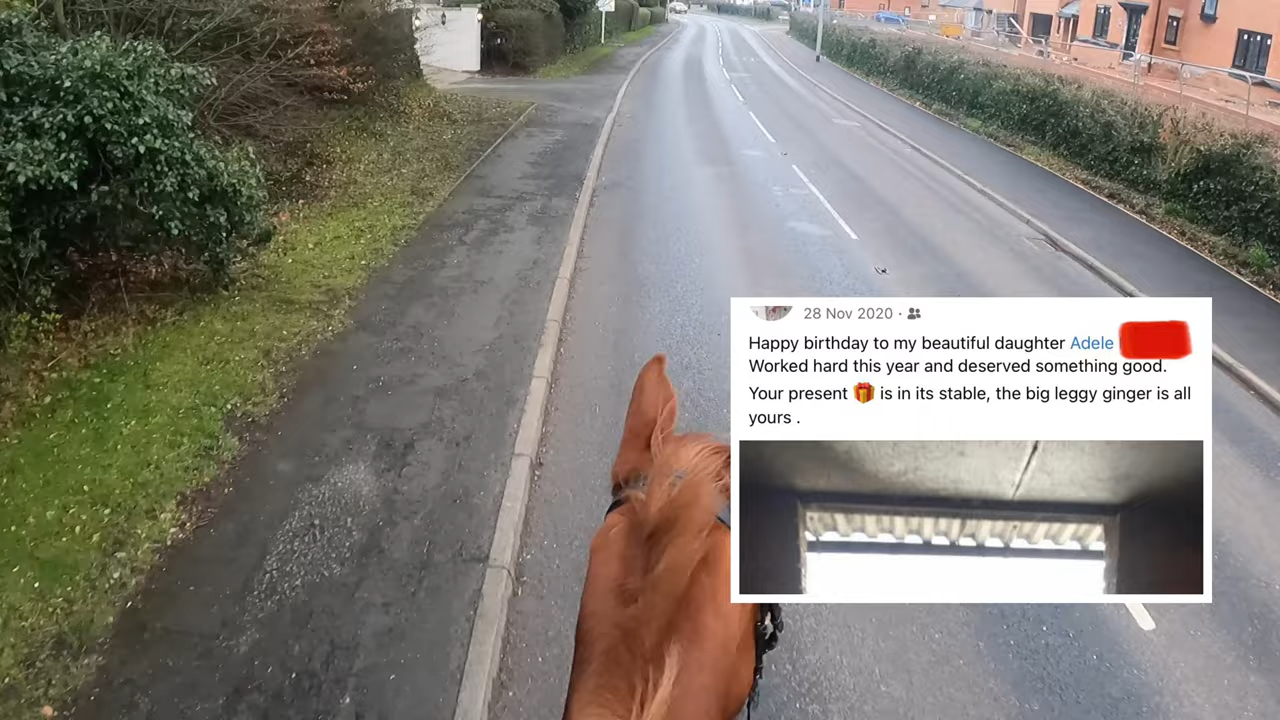 28 Nov 2020 ·
Happy birthday to my beautiful daughter Adele
Worked hard this year and deserved something good.
Your present 🎁 is in its stable, the big leggy ginger is all
yours .